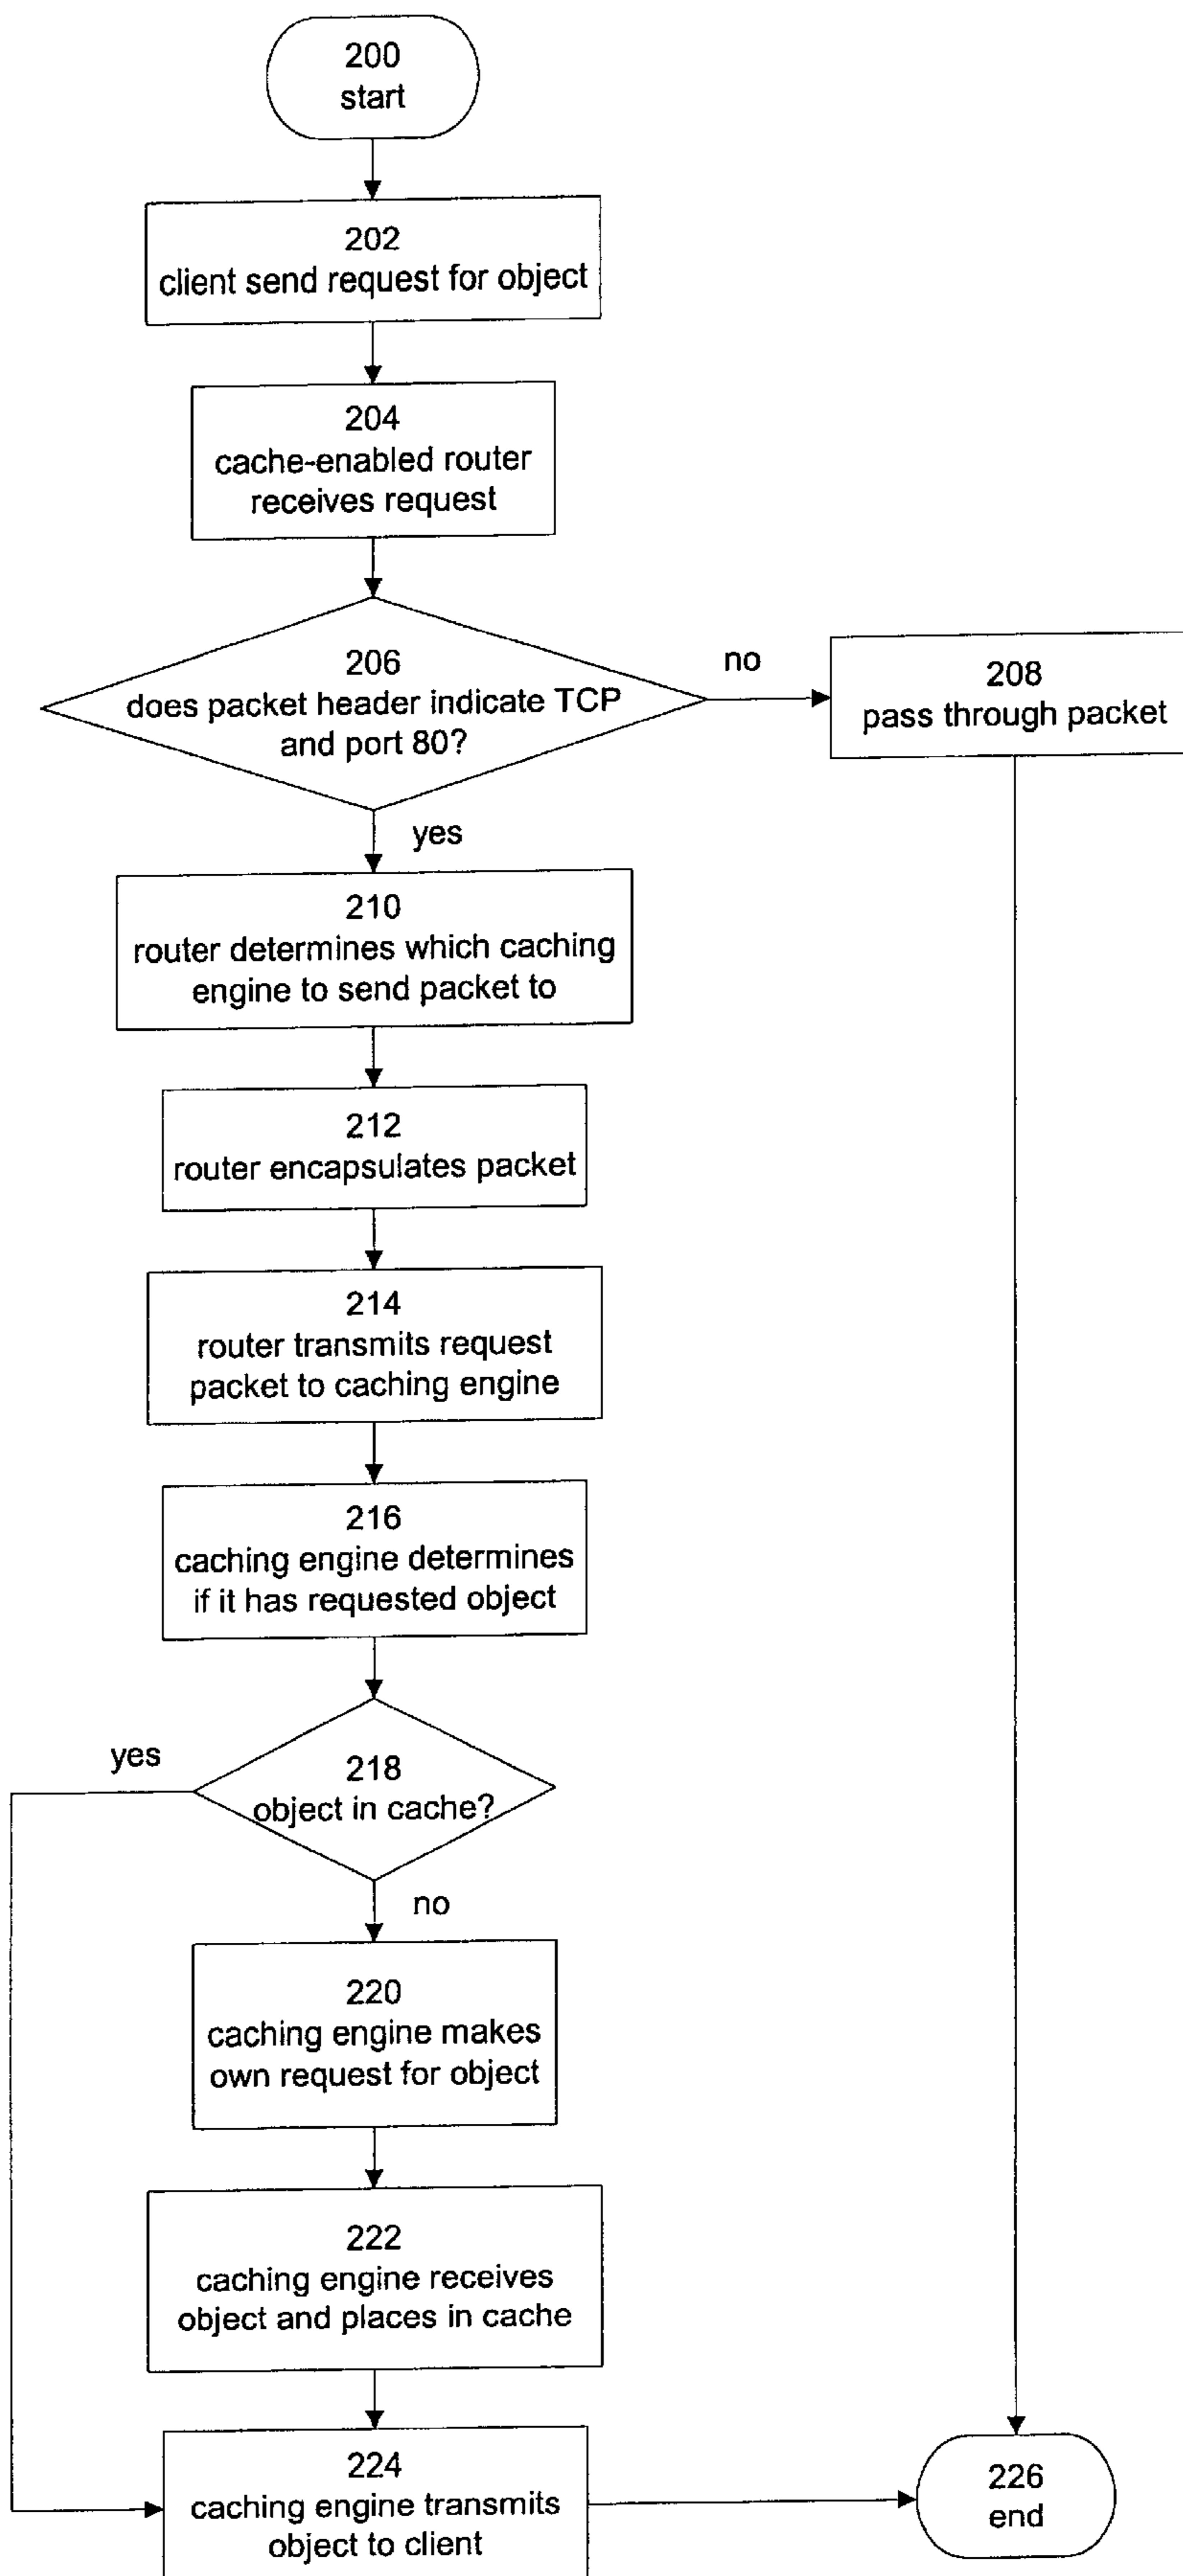 200
start
202
client send request for object
204
cache-enabled router
receives request
206
does packet header indicate TCP
and port 80?
no
208
pass through packet
yes
210
router determines which caching
engine to send packet to
212
router encapsulates packet
214
router transmits request
packet to caching engine
216
caching engine determines
if it has requested object
yes
218
object in cache?
no
220
caching engine makes
own request for object
222
caching engine receives
object and places in cache
224
caching engine transmits
object to client
226
end